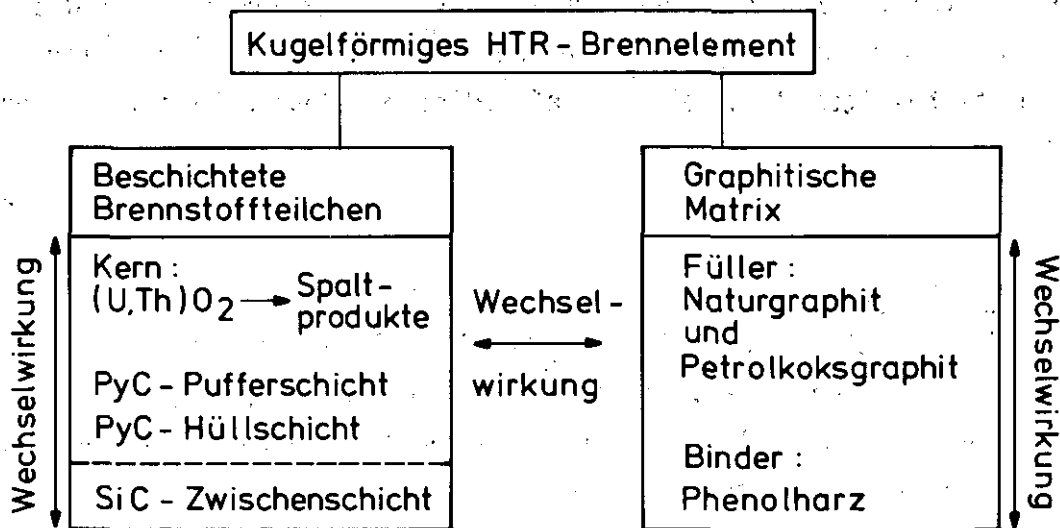 Kugelförmiges HTR-Brennelement
Beschichtete
Brennstoffteilchen
Kern :
(U,Th)O2 → Spalt-
produkte
PyC-Pufferschicht
PyC-Hüllschicht
SiC-Zwischenschicht
Wechselwirkung
Wechsel-
wirkung
Graphitische
Matrix
Füller :
Naturgraphit
und
Petrolkoksgraphit
Binder :
Phenolharz
Wechselwirkung